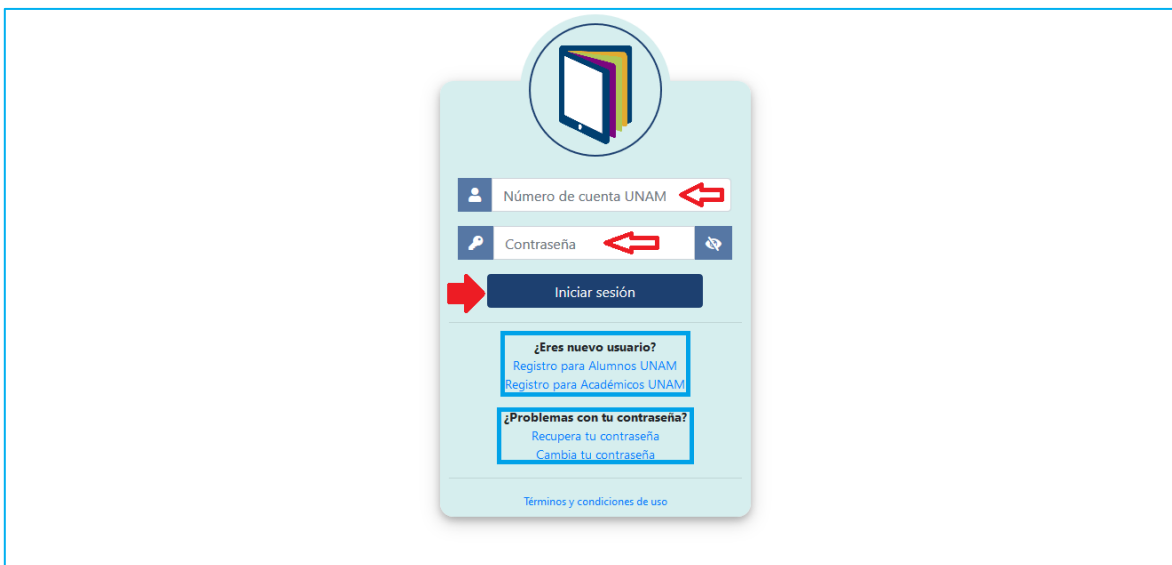 Número de cuenta UNAM
Contraseña
Iniciar sesión
¿Eres nuevo usuario?
Registro para Alumnos UNAM
Registro para Académicos UNAM
¿Problemas con tu contraseña?
Recupera tu contraseña
Cambia tu contraseña
Términos y condiciones de uso